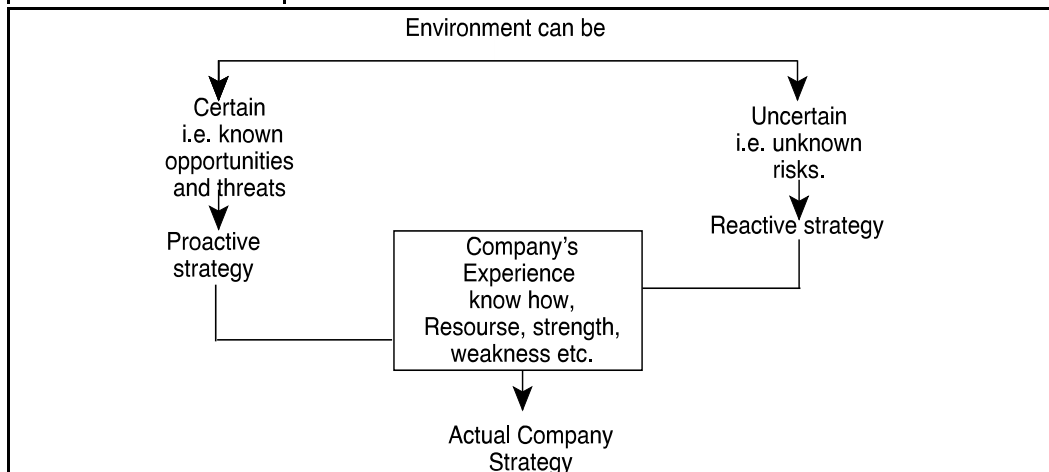 Environment can be
Certain
i.e. known
opportunities
and threats
Uncertain
i.e. unknown
risks.
Proactive
strategy
Reactive strategy
Company's
Experience
know how,
Resourse, strength,
weakness etc.
Actual Company
Strategy